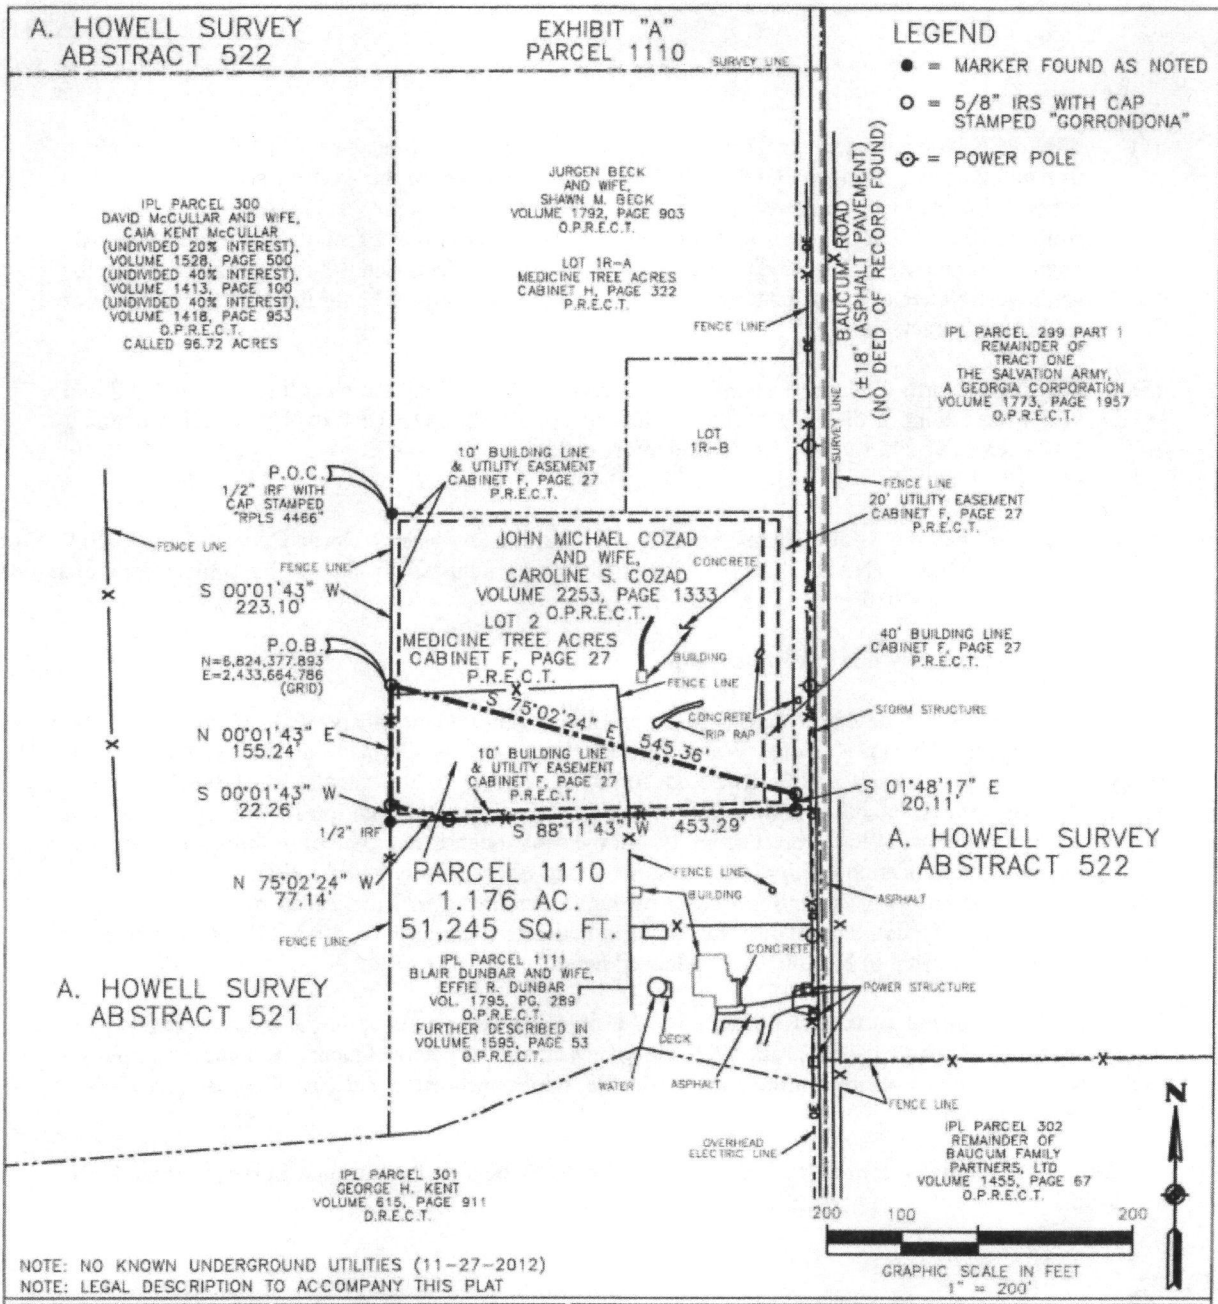 A. HOWELL SURVEY
ABSTRACT 522
EXHIBIT "A"
PARCEL 1110
SURVEY LINE
LEGEND
= MARKER FOUND AS NOTED
= 5/8" IRS WITH CAP
STAMPED "GORRONDONA"
= POWER POLE
IPL PARCEL 300
DAVID McCULLAR AND WIFE,
CAIA KENT McCULLAR
(UNDIVIDED 20% INTEREST),
VOLUME 1528, PAGE 500
(UNDIVIDED 40% INTEREST),
VOLUME 1413, PAGE 100
(UNDIVIDED 40% INTEREST),
VOLUME 1418, PAGE 953
O.P.R.E.C.T.
CALLED 96.72 ACRES
JURGEN BECK
AND WIFE,
SHAWN M. BECK
VOLUME 1792, PAGE 903
O.P.R.E.C.T.
LOT 1R-A
MEDICINE TREE ACRES
CABINET H, PAGE 322
P.R.E.C.T.
FENCE LINE
BAUCUM ROAD
(±18' ASPHALT PAVEMENT)
(NO DEED OF RECORD FOUND)
SURVEY LINE
IPL PARCEL 299 PART 1
REMAINDER OF
TRACT ONE
THE SALVATION ARMY,
A GEORGIA CORPORATION
VOLUME 1773, PAGE 1957
O.P.R.E.C.T.
LOT
1R-B
P.O.C.
1/2" IRF WITH
CAP STAMPED
"RPLS 4466"
10' BUILDING LINE
& UTILITY EASEMENT
CABINET F, PAGE 27
P.R.E.C.T.
FENCE LINE
20' UTILITY EASEMENT
CABINET F, PAGE 27
P.R.E.C.T.
FENCE LINE
FENCE LINE
JOHN MICHAEL COZAD
AND WIFE,
CAROLINE S. COZAD
VOLUME 2253, PAGE 1333
O.P.R.E.C.T.
LOT 2
MEDICINE TREE ACRES
CABINET F, PAGE 27
P.R.E.C.T.
CONCRETE
BUILDING
FENCE LINE
S 00°01'43" W
223.10'
P.O.B.
N=6,824,377.893
E=2,433,664.786
(GRID)
40' BUILDING LINE
CABINET F, PAGE 27
P.R.E.C.T.
STORM STRUCTURE
CONCRETE
RIP RAP
S 75°02'24" E 545.36'
N 00°01'43" E
155.24'
10' BUILDING LINE
& UTILITY EASEMENT
CABINET F, PAGE 27
P.R.E.C.T.
S 00°01'43" W
22.26'
1/2" IRF
S 01°48'17" E
20.11'
S 88°11'43" W 453.29'
A. HOWELL SURVEY
ABSTRACT 522
N 75°02'24" W
77.14'
PARCEL 1110
1.176 AC.
51,245 SQ. FT.
FENCE LINE
BUILDING
ASPHALT
FENCE LINE
CONCRETE
IPL PARCEL 1111
BLAIR DUNBAR AND WIFE,
EFFIE R. DUNBAR
VOL. 1795, PG. 289
O.P.R.E.C.T.
FURTHER DESCRIBED IN
VOLUME 1595, PAGE 53
O.P.R.E.C.T.
A. HOWELL SURVEY
ABSTRACT 521
POWER STRUCTURE
DECK
WATER
ASPHALT
FENCE LINE
OVERHEAD
ELECTRIC LINE
OE
OE
OE
OE
IPL PARCEL 302
REMAINDER OF
BAUCUM FAMILY
PARTNERS, LTD
VOLUME 1455, PAGE 67
O.P.R.E.C.T.
IPL PARCEL 301
GEORGE H. KENT
VOLUME 615, PAGE 911
D.R.E.C.T.
N
200 100 200
GRAPHIC SCALE IN FEET
1" = 200'
NOTE: NO KNOWN UNDERGROUND UTILITIES (11-27-2012)
NOTE: LEGAL DESCRIPTION TO ACCOMPANY THIS PLAT